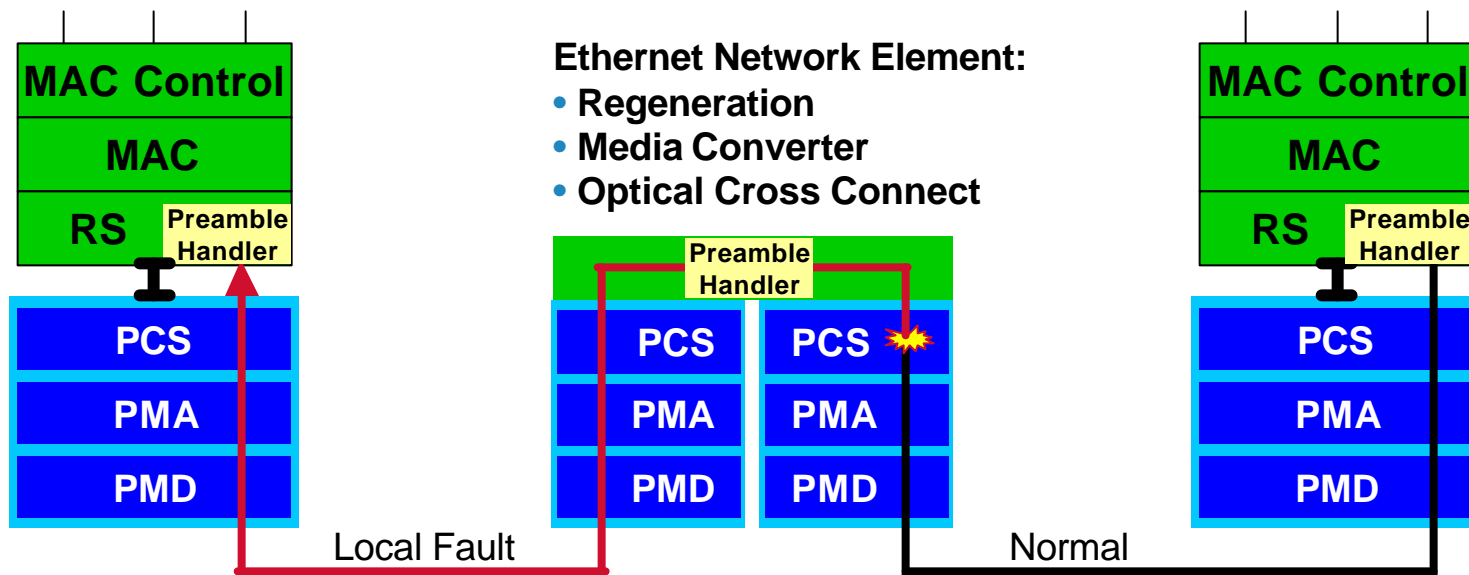 MAC Control
MAC
RS
Preamble
Handler
PCS
PMA
PMD
Local Fault
Ethernet Network Element:
• Regeneration
• Media Converter
• Optical Cross Connect
Preamble
Handler
PCS
PMA
PMD
PCS
PMA
PMD
Normal
MAC Control
MAC
RS
Preamble
Handler
PCS
PMA
PMD